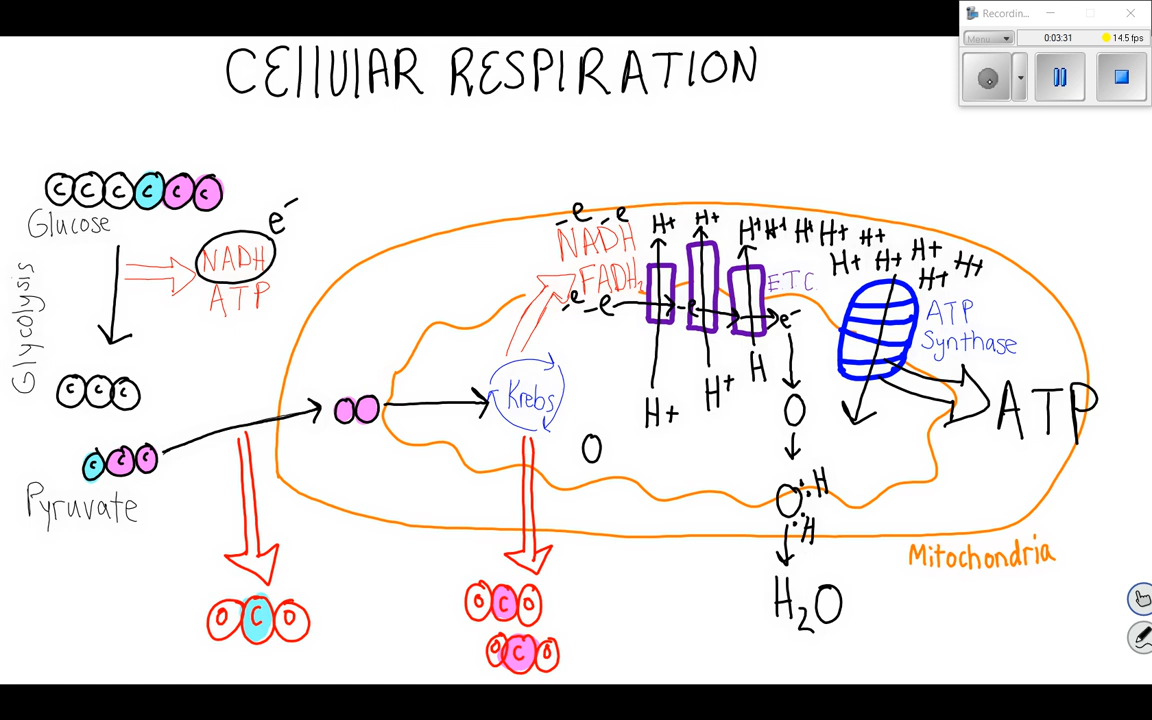 Recordin...
Menu...
00:03:31
14.5 fps
CEllUlAR RESPIRATION
C C C C C C
Glucose
e-
NADH
ATP
Glycolysis
C C C
C C C
Pyruvate
O C O
Krebs
O C O
O C O
-e -e
NADH
FADH2
-e -e
H+ H+ H+ H+ H+ H+ H+
H+ H+ H+ H+ H+
ETC
-e
e-
H+ H+ H
O
O
O:H
:H
H2O
ATP
Synthase
ATP
Mitochondria